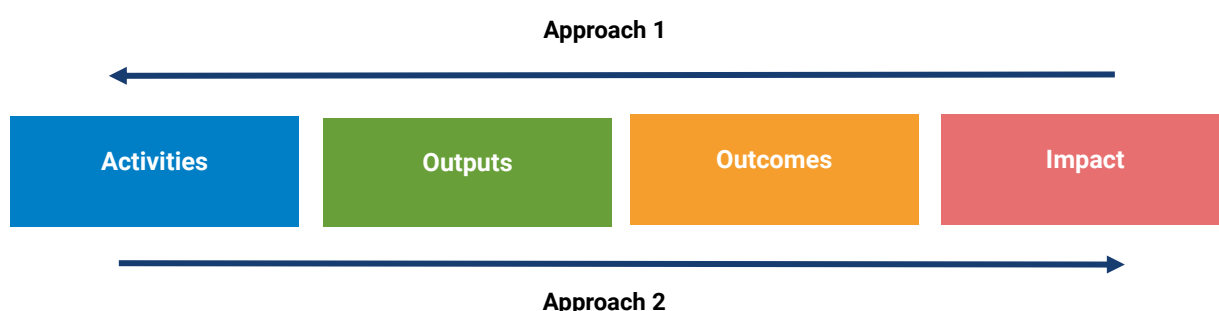 Approach 1
Activities
Outputs
Outcomes
Impact
Approach 2